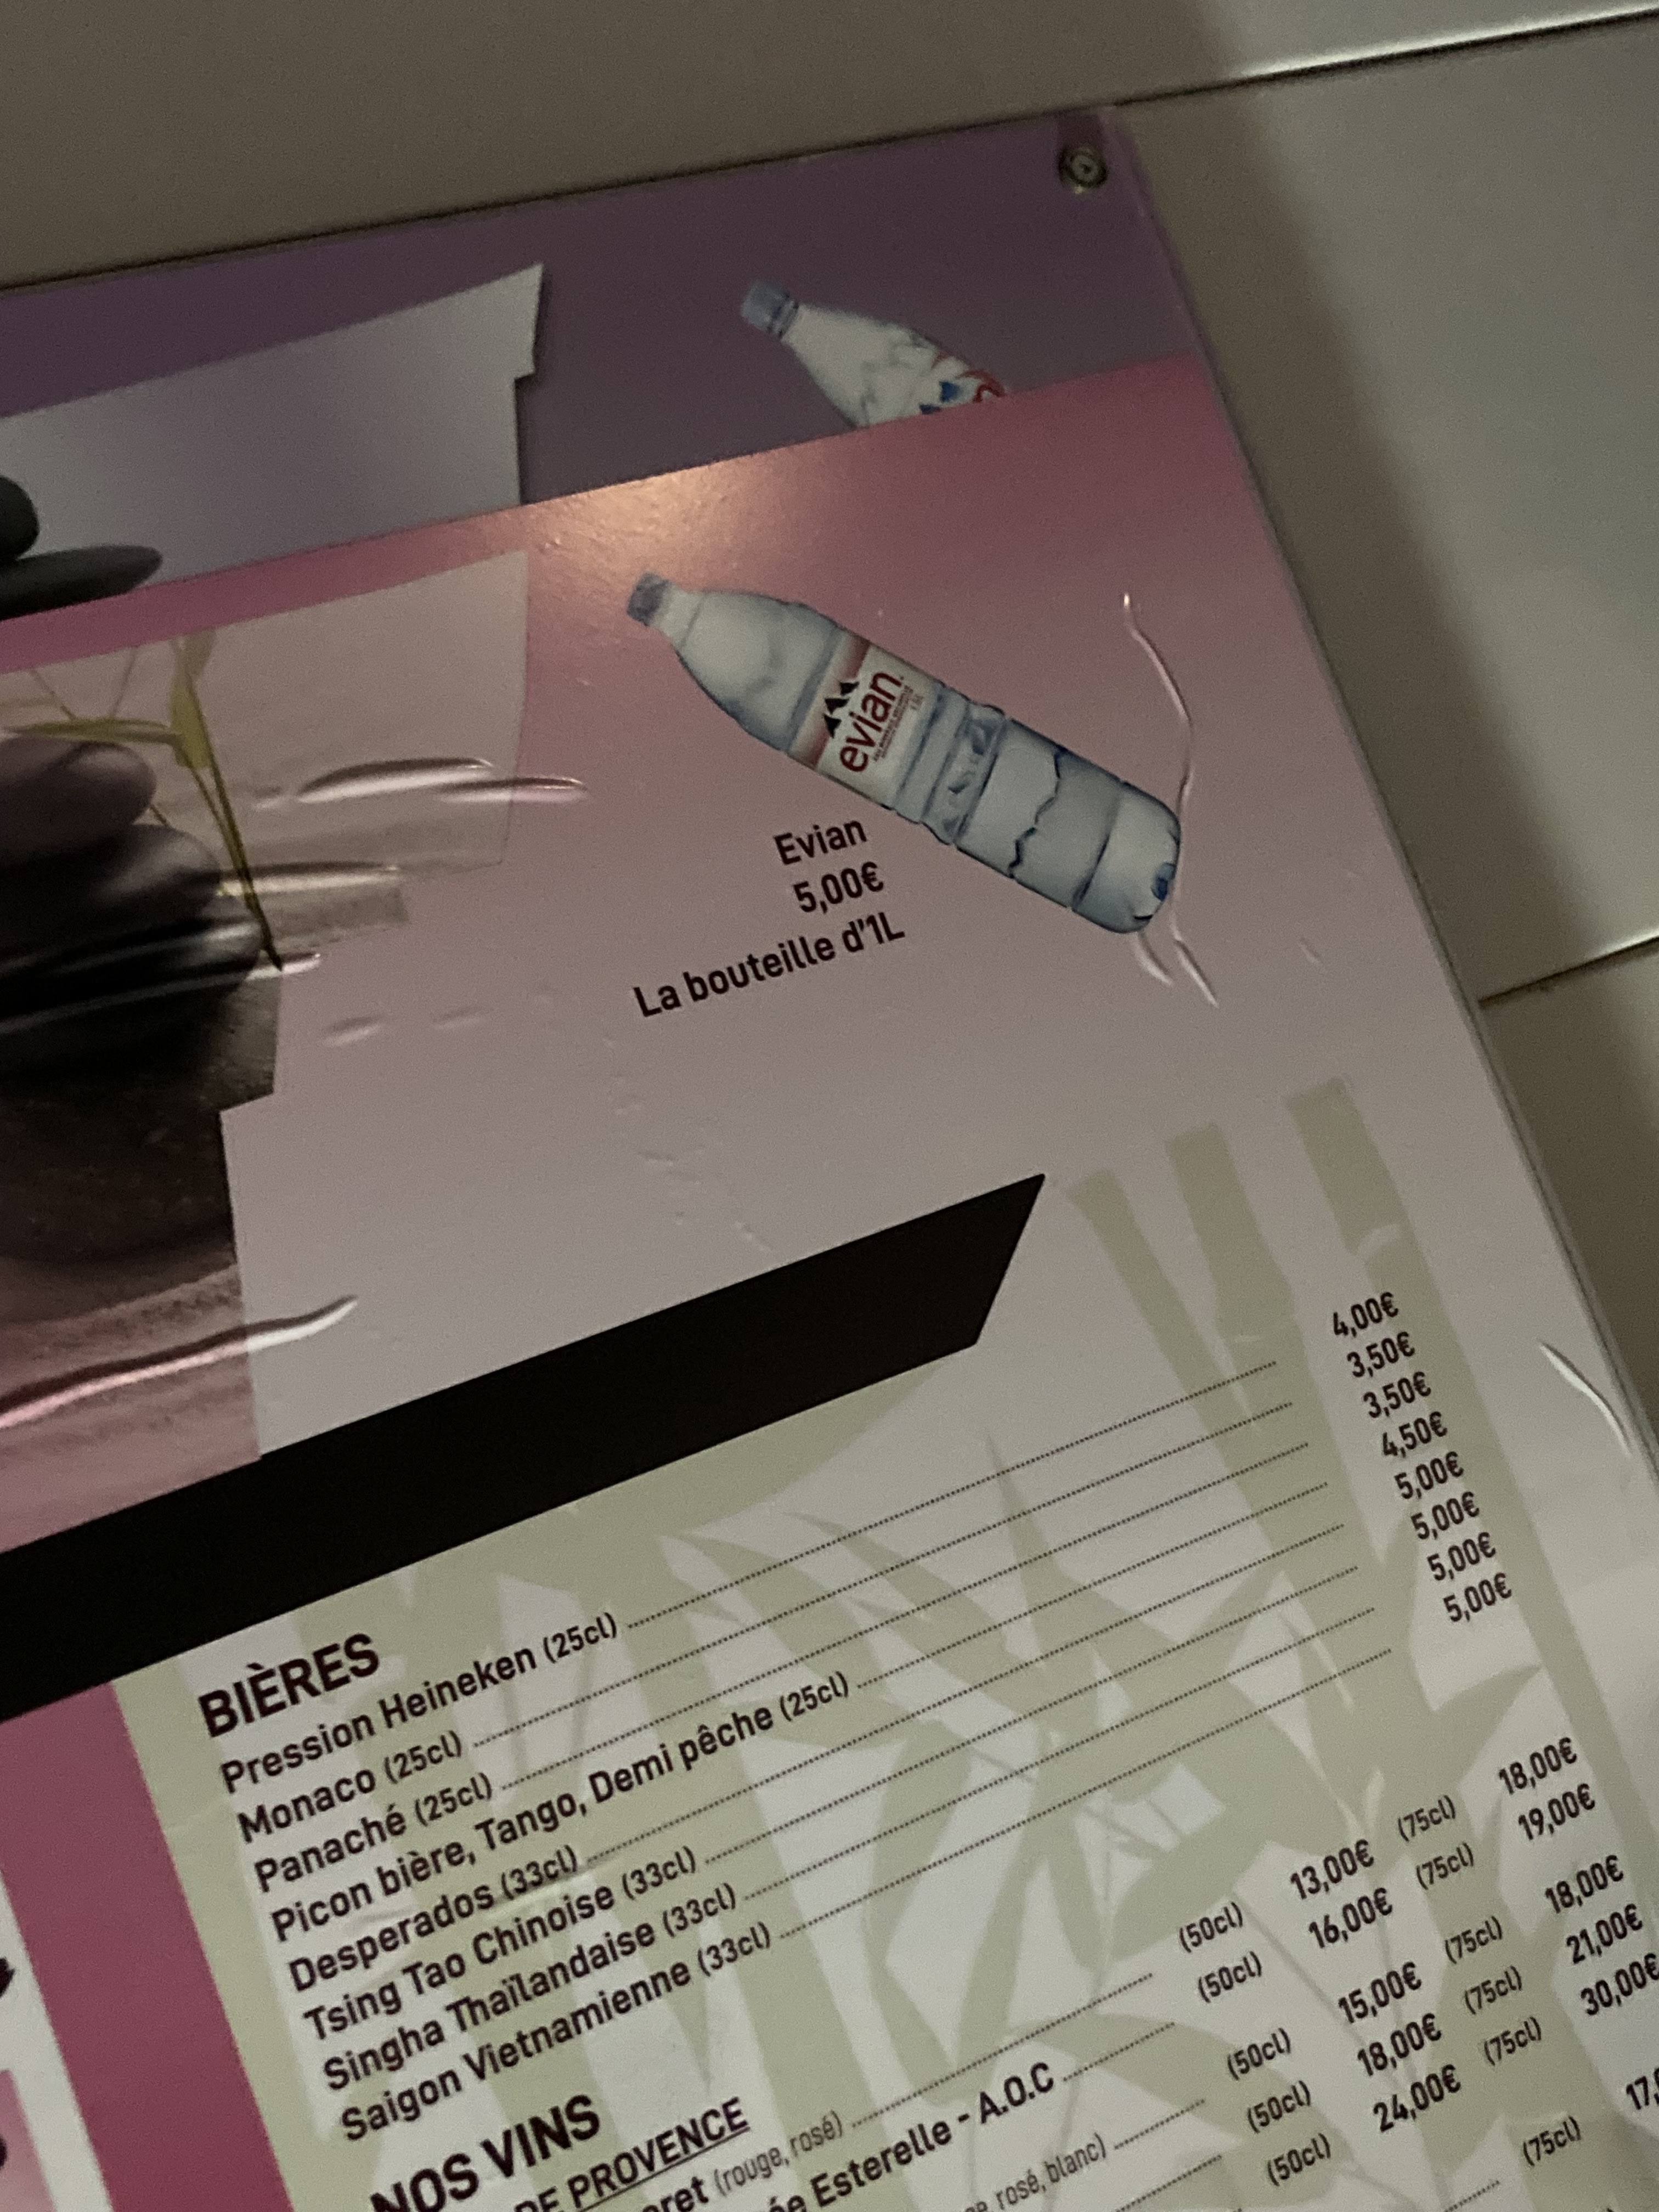 evian
Evian
5,00€
La bouteille d'1L
BIÈRES
Pression Heineken (25cl) 4,00€
Monaco (25cl) 3,50€
Panaché (25cl) 3,50€
Picon bière, Tango, Demi pêche (25cl) 4,50€
Desperados (33cl) 5,00€
Tsing Tao Chinoise (33cl) 5,00€
Singha Thaïlandaise (33cl) 5,00€
Saigon Vietnamienne (33cl) 5,00€
NOS VINS
DE PROVENCE
(rouge, rosé) (50cl) 13,00€ (75cl) 18,00€
Esterelle - A.O.C (50cl) 16,00€ (75cl) 19,00€
rosé, blanc) (50cl) 15,00€ (75cl) 18,00€
(50cl) 18,00€ (75cl) 21,00€
(50cl) 24,00€ (75cl) 30,00€
(75cl)